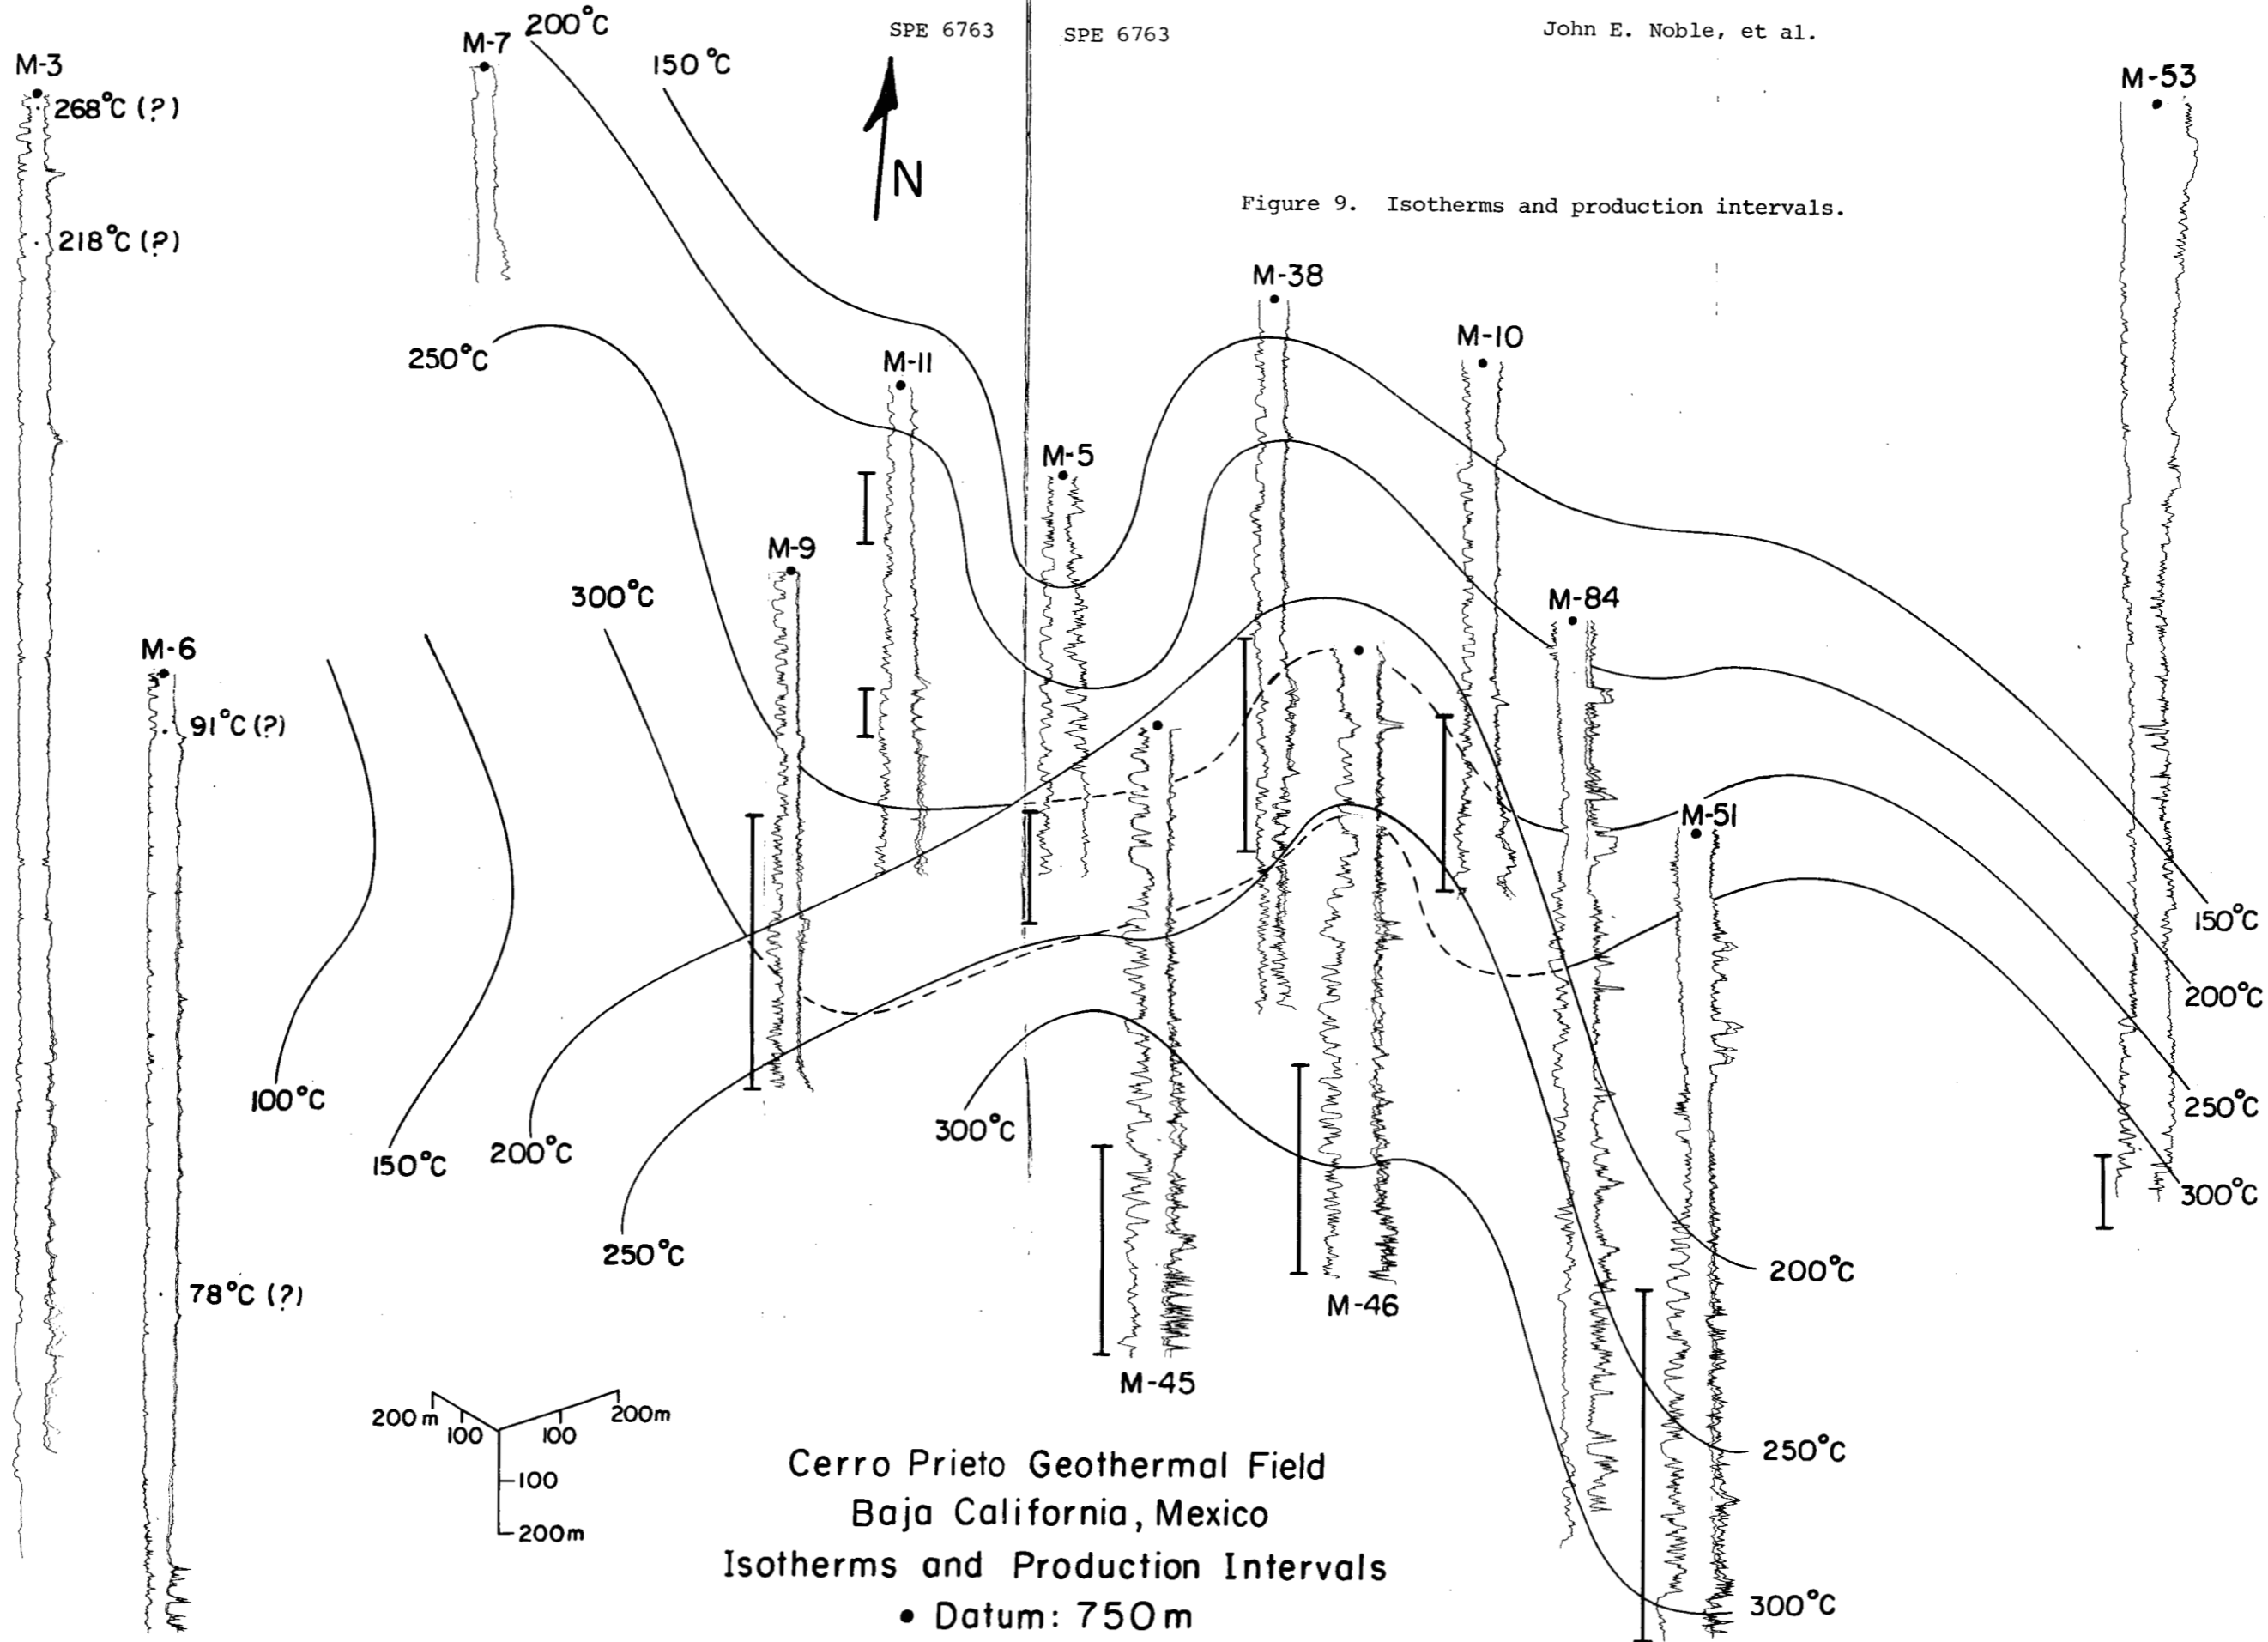 SPE 6763
SPE 6763
John E. Noble, et al.
M-3
268°C (?)
218°C (?)
M-7
200°C
150°C
N
M-53
Figure 9. Isotherms and production intervals.
M-38
M-10
250°C
M-11
M-5
M-9
300°C
M-84
M-6
91°C (?)
M-51
150°C
200°C
250°C
300°C
100°C
150°C
200°C
250°C
300°C
78°C (?)
M-46
M-45
200°C
250°C
300°C
200m
100
100
200m
100
200m
Cerro Prieto Geothermal Field
Baja California, Mexico
Isotherms and Production Intervals
• Datum: 750m